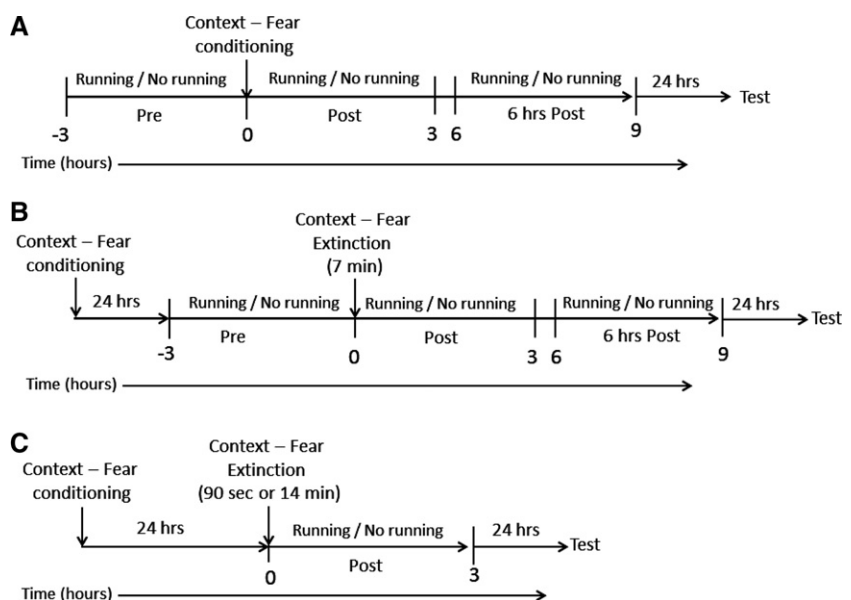 A
Context – Fear
conditioning
Running / No running
Running / No running
Running / No running
24 hrs
Test
Pre
Post
6 hrs Post
-3
0
3
6
9
Time (hours)
B
Context – Fear
conditioning
Context – Fear
Extinction
(7 min)
24 hrs
Running / No running
Running / No running
Running / No running
24 hrs
Test
Pre
Post
6 hrs Post
-3
0
3
6
9
Time (hours)
C
Context – Fear
conditioning
Context – Fear
Extinction
(90 sec or 14 min)
24 hrs
Running / No running
24 hrs
Test
Post
0
3
Time (hours)